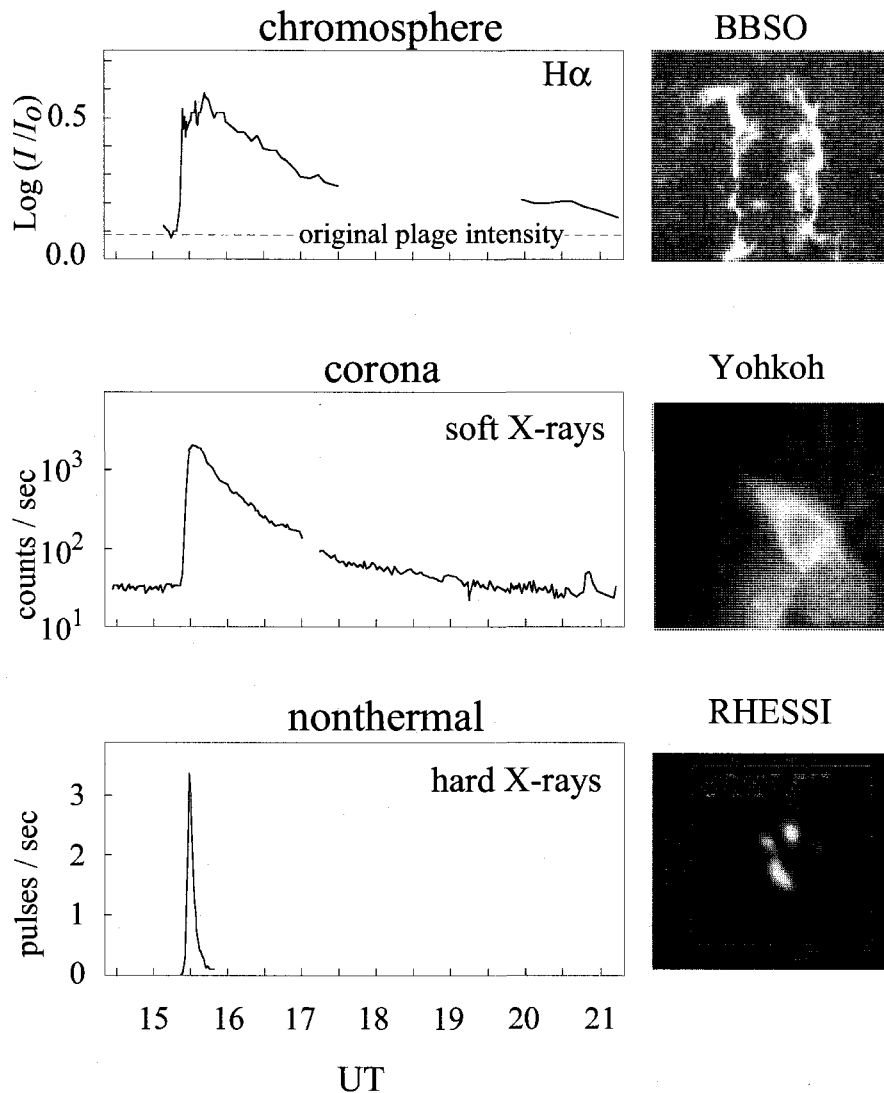 chromosphere
BBSO
Hα
Log (I/I0)
0.5
0.0
original plage intensity
corona
Yohkoh
soft X-rays
counts / sec
10^3
10^2
10^1
nonthermal
RHESSI
hard X-rays
pulses / sec
3
2
1
0
15 16 17 18 19 20 21
UT